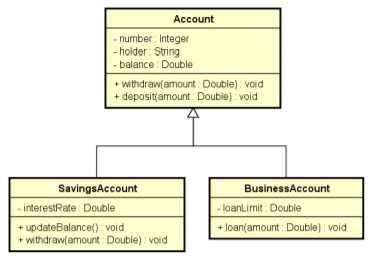 Account
- number : Integer
- holder : String
- balance : Double
+ withdraw(amount : Double) : void
+ deposit(amount : Double) : void
SavingsAccount
- interestRate : Double
+ updateBalance() : void
+ withdraw(amount : Double) : void
BusinessAccount
- loanLimit : Double
+ loan(amount : Double) : void